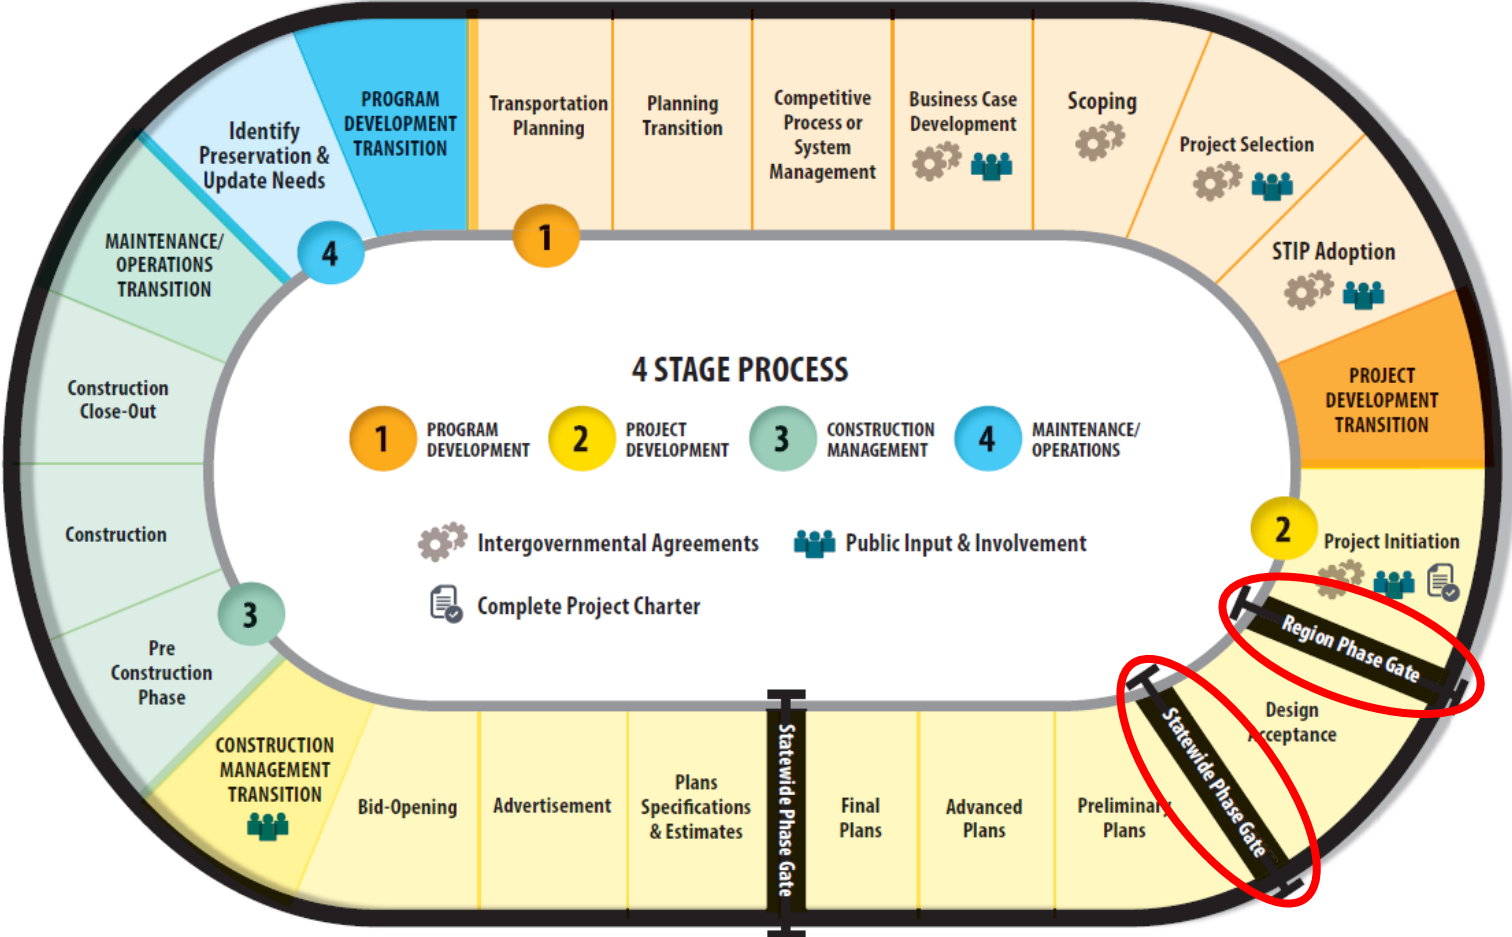 PROGRAM
DEVELOPMENT
TRANSITION
Transportation
Planning
Planning
Transition
Competitive
Process or
System
Management
Business Case
Development
Scoping
Project Selection
STIP Adoption
PROJECT
DEVELOPMENT
TRANSITION
Identify
Preservation &
Update Needs
4
1
MAINTENANCE/
OPERATIONS
TRANSITION
Construction
Close-Out
Construction
3
Pre
Construction
Phase
4 STAGE PROCESS
1
PROGRAM
DEVELOPMENT
2
PROJECT
DEVELOPMENT
3
CONSTRUCTION
MANAGEMENT
4
MAINTENANCE/
OPERATIONS
Intergovernmental Agreements
Public Input & Involvement
Complete Project Charter
2
Project Initiation
Region Phase Gate
Design
Acceptance
Statewide Phase Gate
Preliminary
Plans
Advanced
Plans
Final
Plans
Statewide Phase Gate
Plans
Specifications
& Estimates
Advertisement
Bid-Opening
CONSTRUCTION
MANAGEMENT
TRANSITION